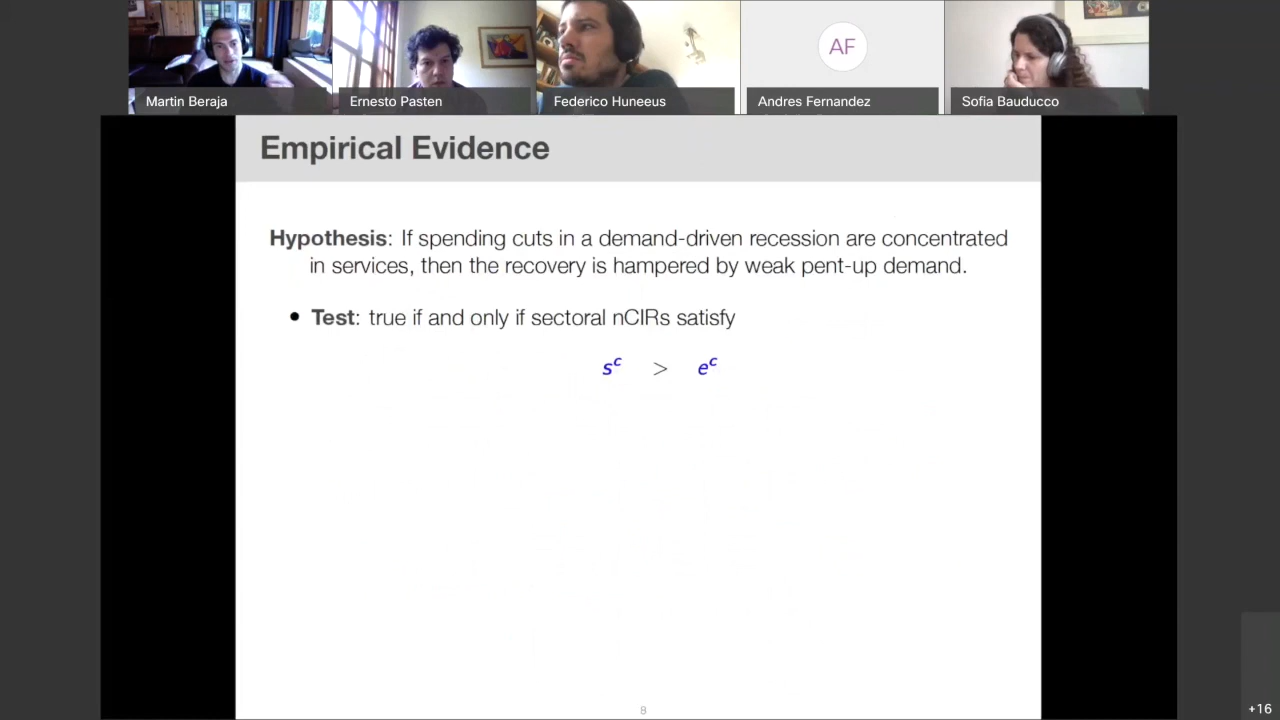 AF
Martin Beraja
Ernesto Pasten
Federico Huneeus
Andres Fernandez
Sofia Bauducco
Empirical Evidence
Hypothesis: If spending cuts in a demand-driven recession are concentrated
in services, then the recovery is hampered by weak pent-up demand.
• Test: true if and only if sectoral nCIRs satisfy
s^c > e^c
8
+16